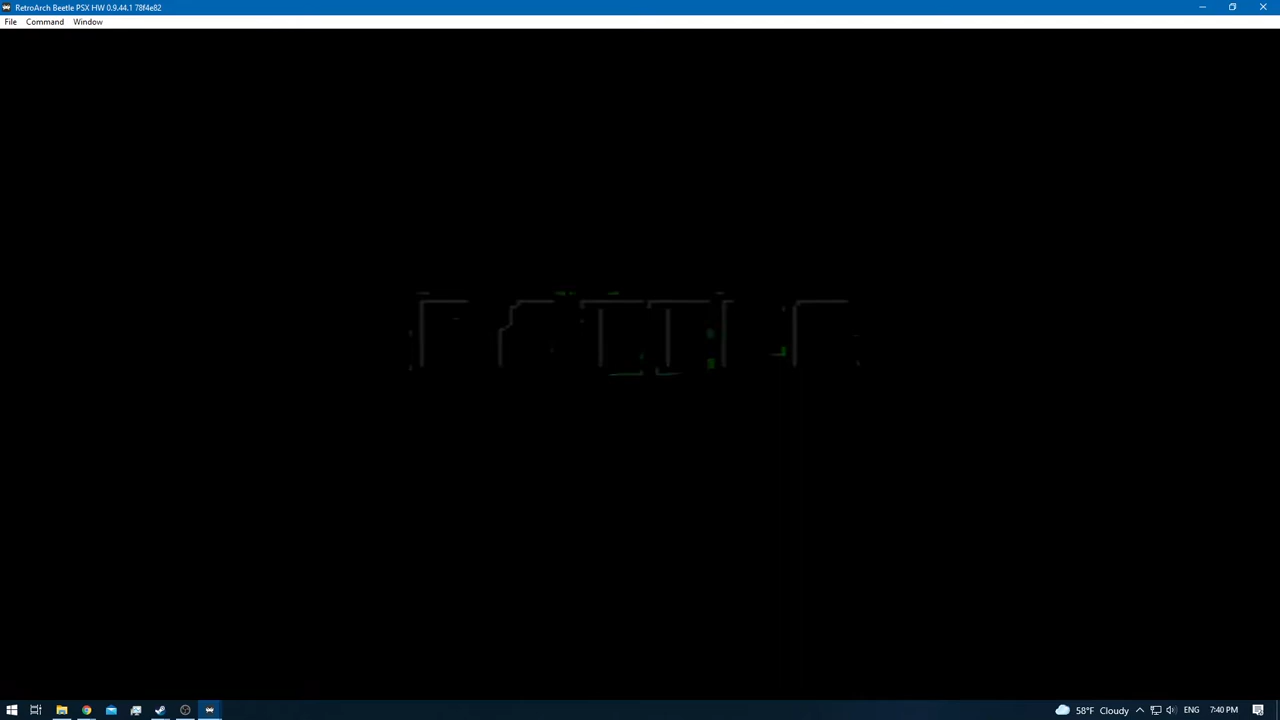 RetroArch Beetle PSX HW 0.9.44.1 78f4e82
File Command Window
58°F Cloudy ENG 7:40 PM